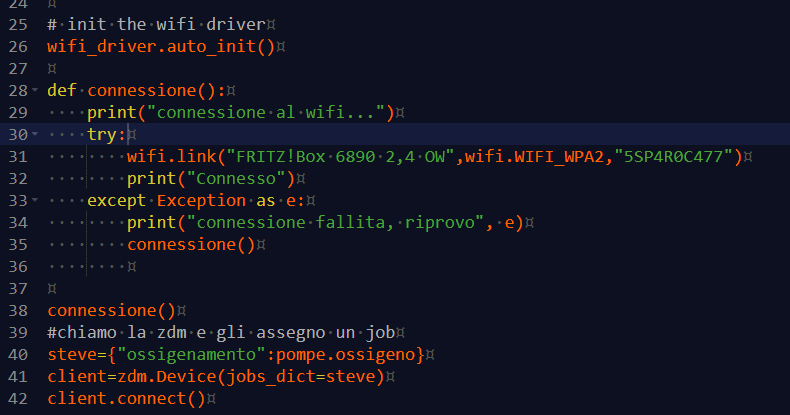 24
25 # init the wifi driver¤
26 wifi_driver.auto_init()¤
27 ¤
28 def connessione():¤
29 ····print("connessione al wifi...")¤
30 ····try:¤
31 ········wifi.link("FRITZ!Box 6890 2,4 OW",wifi.WIFI_WPA2,"5SP4R0C477")¤
32 ········print("Connesso")¤
33 ····except Exception as e:¤
34 ········print("connessione fallita, riprovo", e)¤
35 ········connessione()¤
36 ········¤
37 ¤
38 connessione()¤
39 #chiamo la zdm e gli assegno un job¤
40 steve={"ossigenamento":pompe.ossigeno}¤
41 client=zdm.Device(jobs_dict=steve)¤
42 client.connect()¤